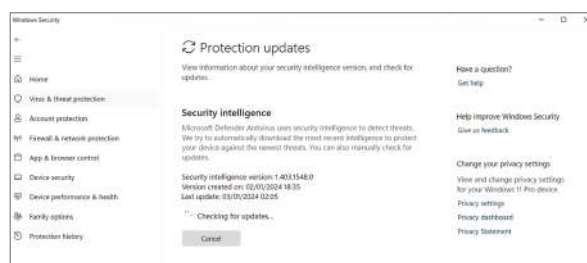 Windows Security
Home
Virus & threat protection
Account protection
Firewall & network protection
App & browser control
Device security
Device performance & health
Family options
Protection history
Protection updates
View information about your security intelligence version, and check for
updates.
Security intelligence
Microsoft Defender Antivirus uses security intelligence to detect threats.
We try to automatically download the most recent intelligence to protect
your device against the newest threats. You can also manually check for
updates.
Security intelligence version: 1.403.1548.0
Version created on: 02/01/2024 18:35
Last update: 03/01/2024 02:05
Checking for updates...
Cancel
Have a question?
Get help
Help improve Windows Security
Give us feedback
Change your privacy settings
View and change privacy settings
for your Windows 11 Pro device.
Privacy settings
Privacy dashboard
Privacy Statement